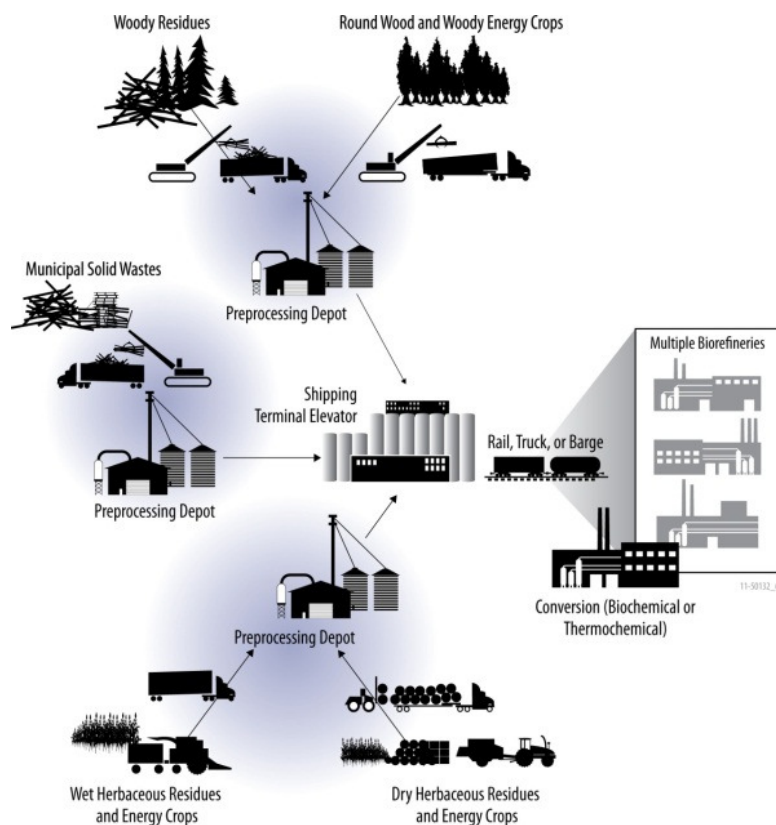 Woody Residues
Round Wood and Woody Energy Crops
Preprocessing Depot
Municipal Solid Wastes
Preprocessing Depot
Shipping
Terminal Elevator
Rail, Truck, or Barge
Multiple Biorefineries
Preprocessing Depot
Conversion (Biochemical or
Thermochemical)
Wet Herbaceous Residues
and Energy Crops
Dry Herbaceous Residues
and Energy Crops